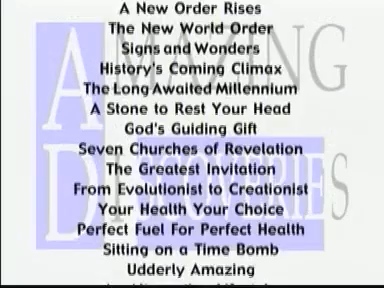 A New Order Rises
The New World Order
Signs and Wonders
History's Coming Climax
The Long Awaited Millennium
A Stone to Rest Your Head
God's Guiding Gift
Seven Churches of Revelation
The Greatest Invitation
From Evolutionist to Creationist
Your Health Your Choice
Perfect Fuel For Perfect Health
Sitting on a Time Bomb
Udderly Amazing
AMAZING
DISCOVERIES